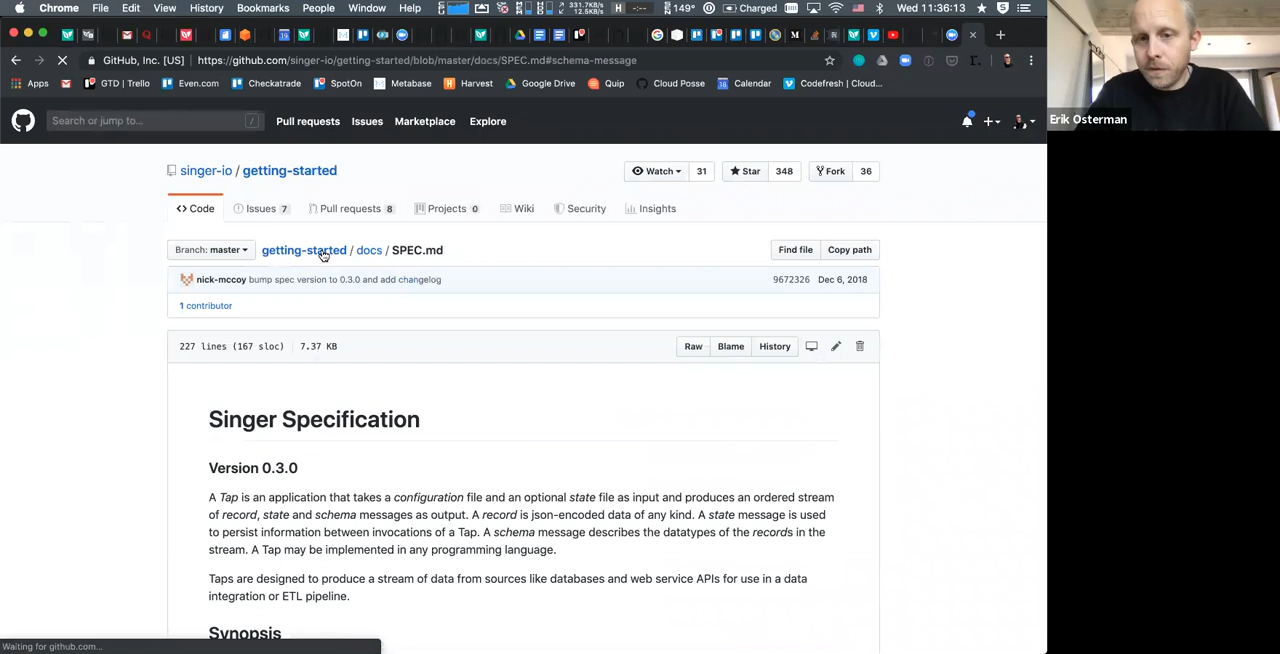 Chrome File Edit View History Bookmarks People Window Help 331.7KB/s 12.5KB/s H -:-- 149° Charged Wed 11:36:13
GitHub, Inc. [US] https://github.com/singer-io/getting-started/blob/master/docs/SPEC.md#schema-message
Apps GTD | Trello Even.com Checkatrade SpotOn Metabase Harvest Google Drive Quip Cloud Posse Calendar Codefresh | Cloud...
Erik Osterman
Search or jump to... / Pull requests Issues Marketplace Explore
singer-io / getting-started Watch 31 Star 348 Fork 36
Code Issues 7 Pull requests 8 Projects 0 Wiki Security Insights
Branch: master getting-started / docs / SPEC.md Find file Copy path
nick-mccoy bump spec version to 0.3.0 and add changelog 9672326 Dec 6, 2018
1 contributor
227 lines (167 sloc) 7.37 KB Raw Blame History
Singer Specification
Version 0.3.0
A Tap is an application that takes a configuration file and an optional state file as input and produces an ordered stream
of record, state and schema messages as output. A record is json-encoded data of any kind. A state message is used
to persist information between invocations of a Tap. A schema message describes the datatypes of the records in the
stream. A Tap may be implemented in any programming language.
Taps are designed to produce a stream of data from sources like databases and web service APIs for use in a data
integration or ETL pipeline.
Synopsis
Waiting for github.com...